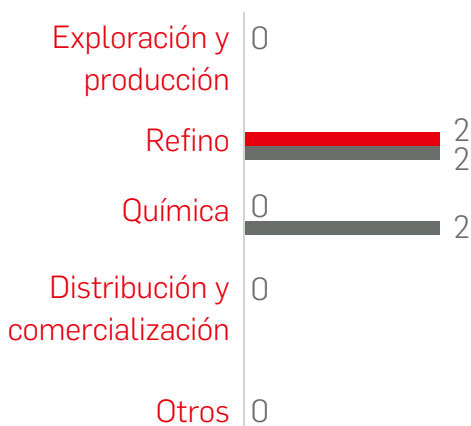 Exploración y
producción
0
Refino
2
2
Química
0
2
Distribución y
comercialización
0
Otros
0